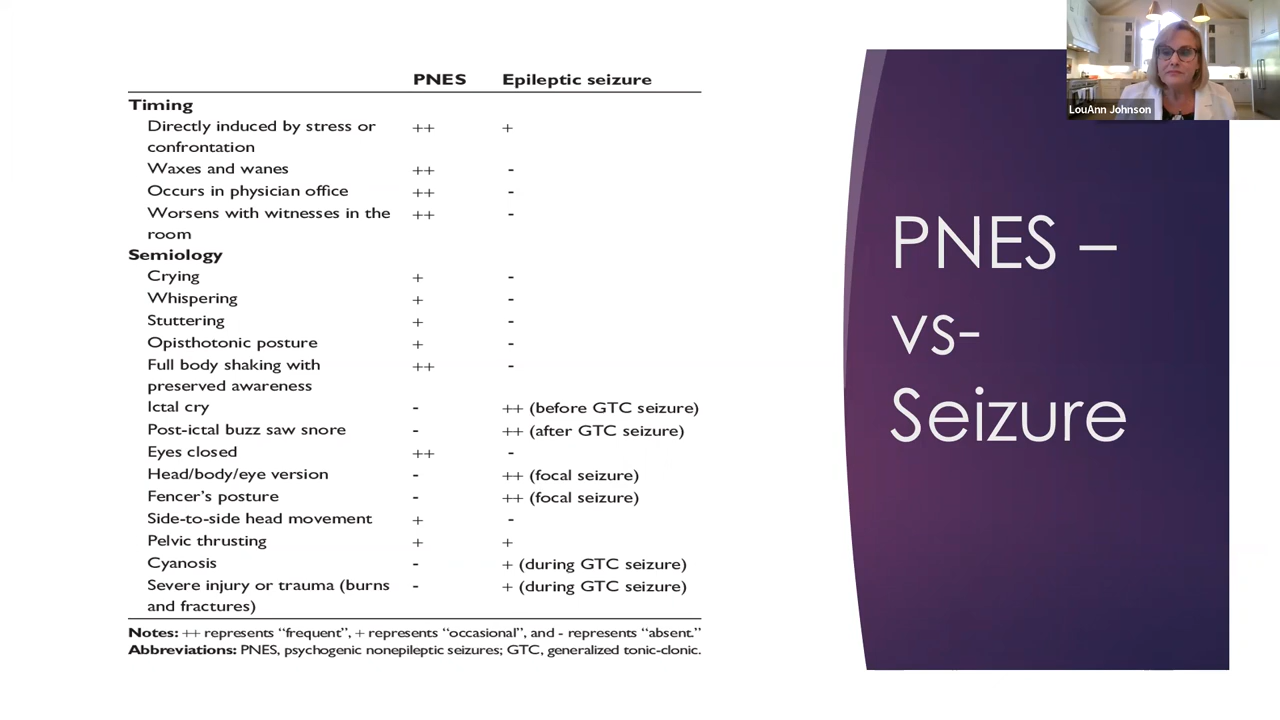 PNES Epileptic seizure
Timing
Directly induced by stress or ++ +
confrontation
Waxes and wanes ++ -
Occurs in physician office ++ -
Worsens with witnesses in the ++ -
room
Semiology
Crying + -
Whispering + -
Stuttering + -
Opisthotonic posture + -
Full body shaking with ++ -
preserved awareness
Ictal cry - ++ (before GTC seizure)
Post-ictal buzz saw snore - ++ (after GTC seizure)
Eyes closed ++ -
Head/body/eye version - ++ (focal seizure)
Fencer’s posture - ++ (focal seizure)
Side-to-side head movement + -
Pelvic thrusting + +
Cyanosis - + (during GTC seizure)
Severe injury or trauma (burns - + (during GTC seizure)
and fractures)
Notes: ++ represents “frequent”, + represents “occasional”, and - represents “absent.”
Abbreviations: PNES, psychogenic nonepileptic seizures; GTC, generalized tonic-clonic.
PNES –
vs-
Seizure
LouAnn Johnson